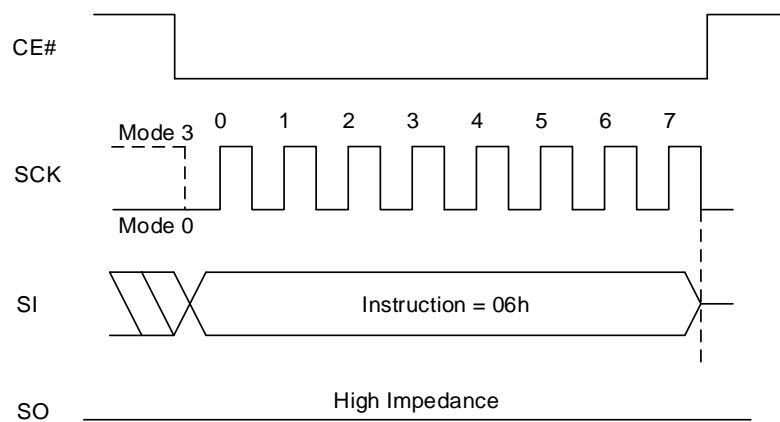 CE#
Mode 3
0 1 2 3 4 5 6 7
SCK
Mode 0
SI
Instruction = 06h
SO
High Impedance